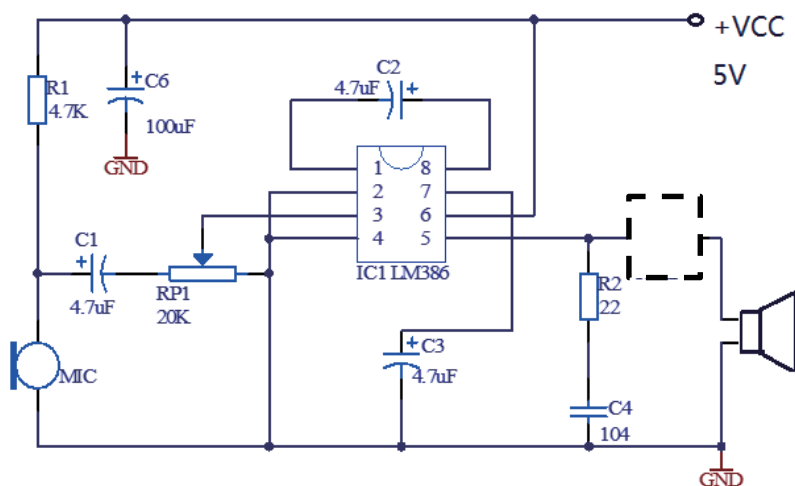 +VCC
5V
R1
4.7K
C6
100uF
GND
C2
4.7uF
1
8
2
7
3
6
4
5
IC1 LM386
C1
4.7uF
RP1
20K
R2
22
C3
4.7uF
MIC
C4
104
GND